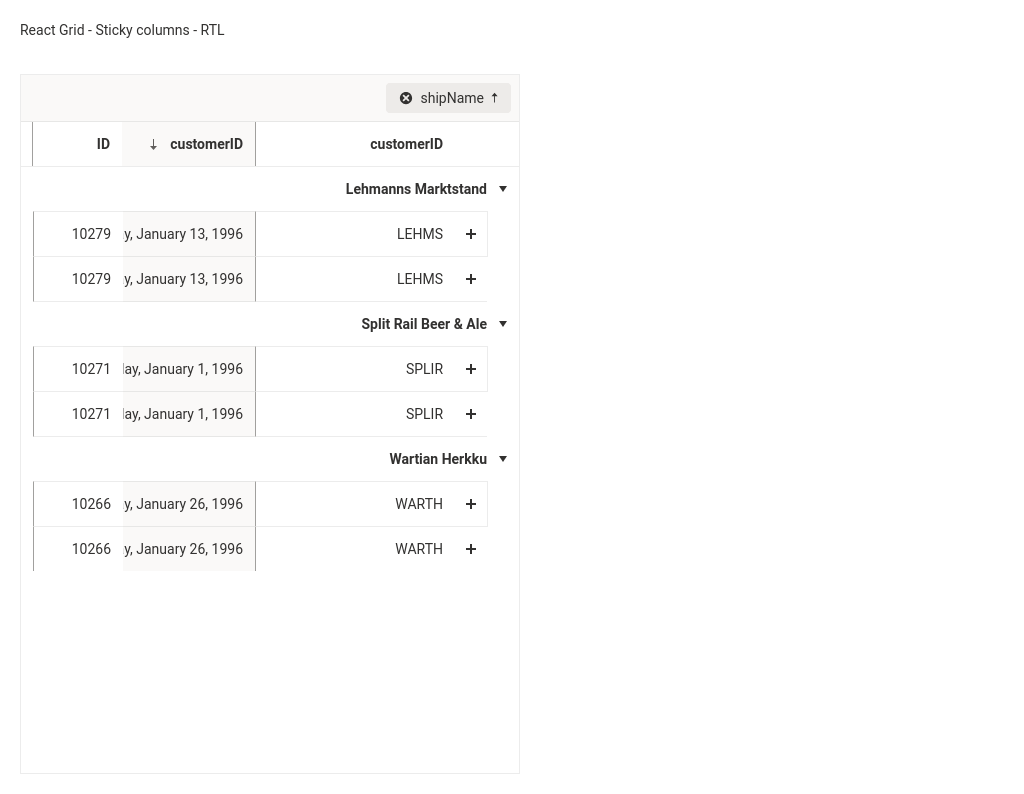 React Grid - Sticky columns - RTL
shipName
ID customerID customerID
Lehmanns Marktstand
10279 y, January 13, 1996 LEHMS
10279 y, January 13, 1996 LEHMS
Split Rail Beer & Ale
10271 lay, January 1, 1996 SPLIR
10271 lay, January 1, 1996 SPLIR
Wartian Herkku
10266 y, January 26, 1996 WARTH
10266 y, January 26, 1996 WARTH